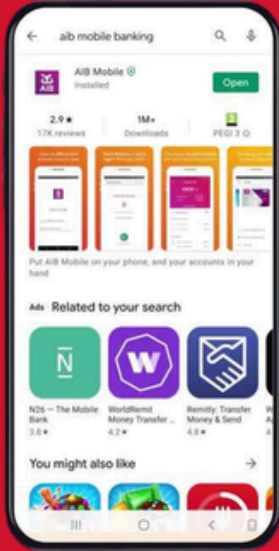 aib mobile banking
AIB
AIB Mobile
Installed
Open
2.9★
17K reviews
1M+
Downloads
PEGI 3
Put AIB Mobile on your phone, and your accounts in your
hand
Ads Related to your search
N
W
N26 — The Mobile
Bank
3.8★
WorldRemit
Money Transfer ...
4.2★
Remitly: Transfer
Money & Send
4.8★
You might also like